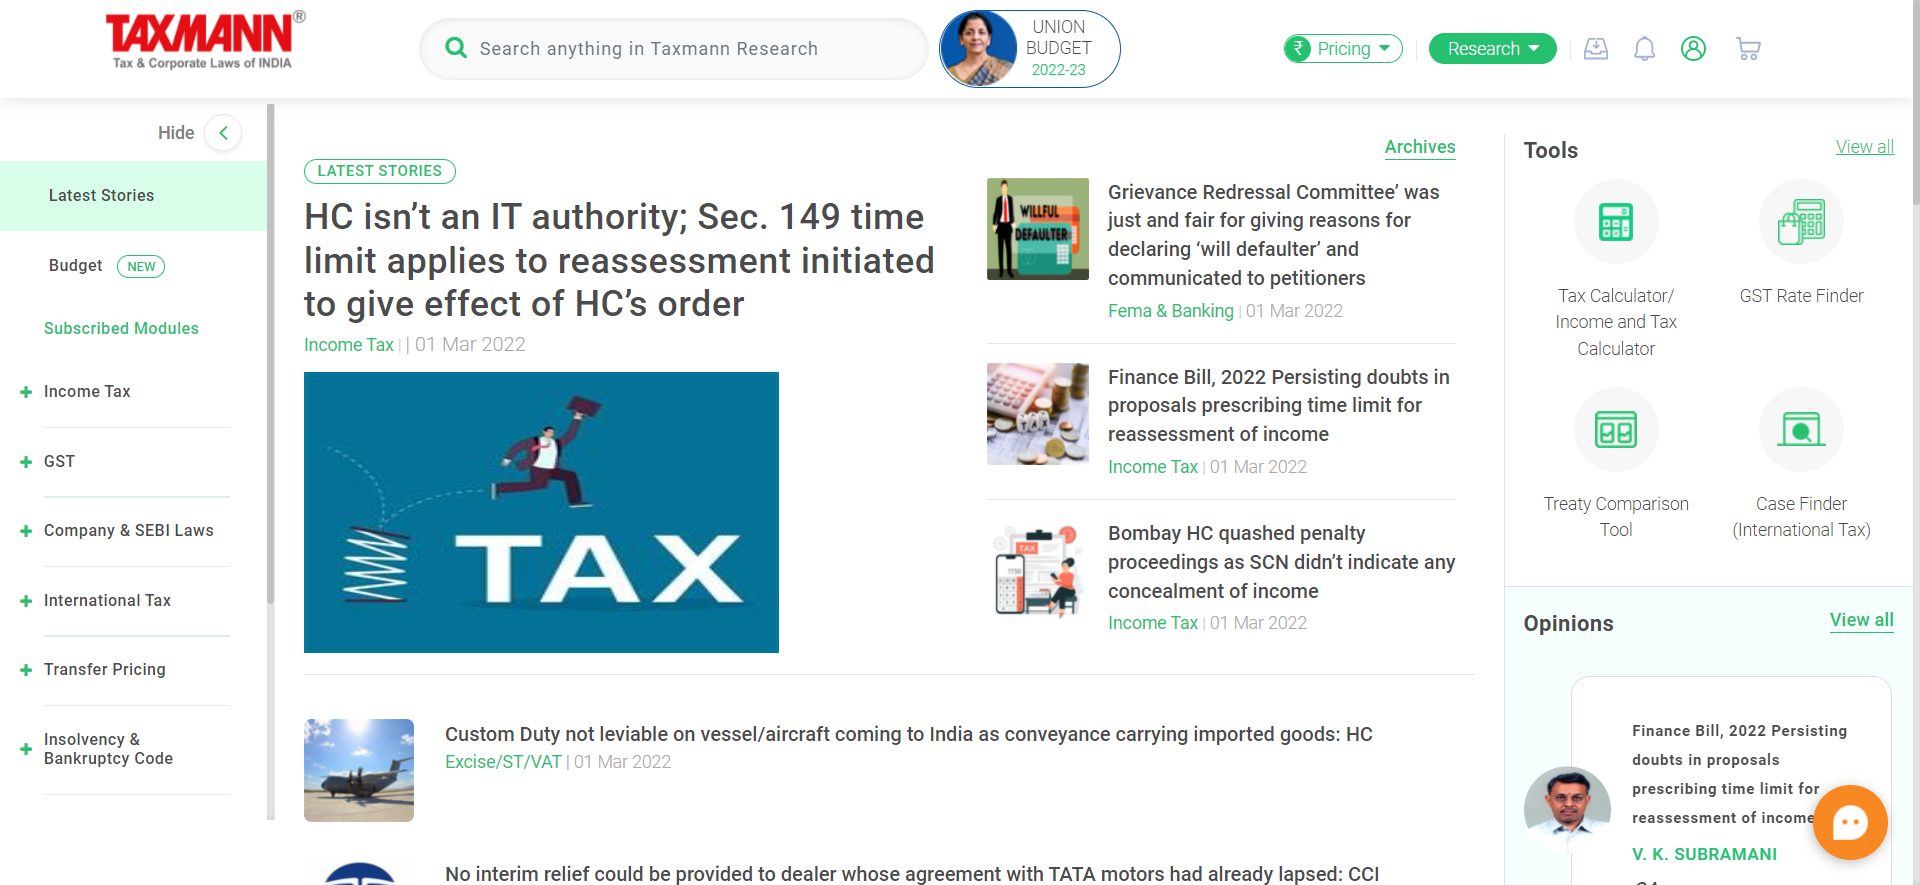 TAXMANN®
Tax & Corporate Laws of INDIA
Search anything in Taxmann Research
UNION
BUDGET
2022-23
₹ Pricing
Research
Hide
Latest Stories
Budget NEW
Subscribed Modules
Income Tax
GST
Company & SEBI Laws
International Tax
Transfer Pricing
Insolvency &
Bankruptcy Code
LATEST STORIES
HC isn’t an IT authority; Sec. 149 time
limit applies to reassessment initiated
to give effect of HC’s order
Income Tax | | 01 Mar 2022
TAX
Archives
WILLFUL
DEFAULTER
Grievance Redressal Committee’ was
just and fair for giving reasons for
declaring ‘will defaulter’ and
communicated to petitioners
Fema & Banking | 01 Mar 2022
TAX
Finance Bill, 2022 Persisting doubts in
proposals prescribing time limit for
reassessment of income
Income Tax | 01 Mar 2022
TAX
Bombay HC quashed penalty
proceedings as SCN didn’t indicate any
concealment of income
Income Tax | 01 Mar 2022
Custom Duty not leviable on vessel/aircraft coming to India as conveyance carrying imported goods: HC
Excise/ST/VAT | 01 Mar 2022
No interim relief could be provided to dealer whose agreement with TATA motors had already lapsed: CCI
Tools
View all
Tax Calculator/
Income and Tax
Calculator
GST Rate Finder
Treaty Comparison
Tool
Case Finder
(International Tax)
Opinions
View all
Finance Bill, 2022 Persisting
doubts in proposals
prescribing time limit for
reassessment of income
V. K. SUBRAMANI